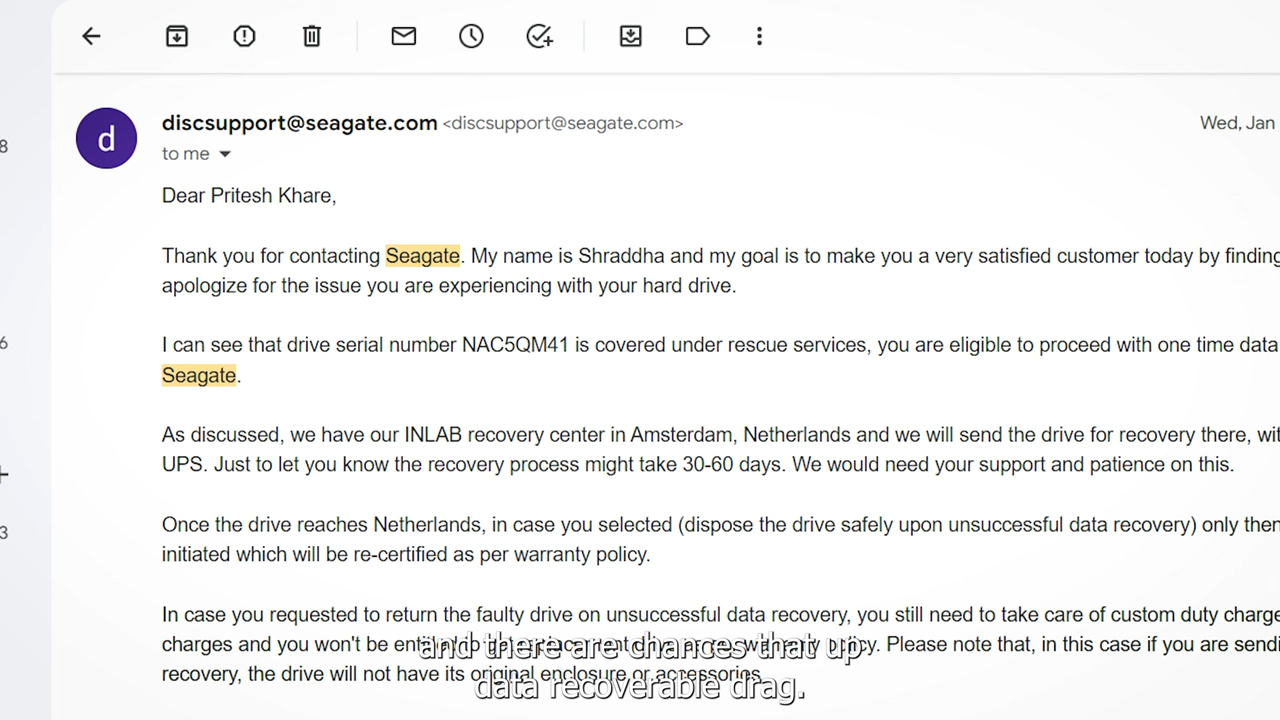 discsupport@seagate.com <discsupport@seagate.com>
Wed, Jan
to me
8
Dear Pritesh Khare,
Thank you for contacting Seagate. My name is Shraddha and my goal is to make you a very satisfied customer today by finding
apologize for the issue you are experiencing with your hard drive.
6
I can see that drive serial number NAC5QM41 is covered under rescue services, you are eligible to proceed with one time data
Seagate.
As discussed, we have our INLAB recovery center in Amsterdam, Netherlands and we will send the drive for recovery there,
UPS. Just to let you know the recovery process might take 30-60 days. We would need your support and patience on this.
3
Once the drive reaches Netherlands, in case you selected (dispose the drive safely upon unsuccessful data recovery) only then
initiated which will be re-certified as per warranty policy.
In case you requested to return the faulty drive on unsuccessful data recovery, you still need to take care of custom duty charge
charges and you won't be Please note that, in this case if you are
recovery, the drive will not have its original enclosure or accessories
and there are chances that up
data recoverable drag.
d